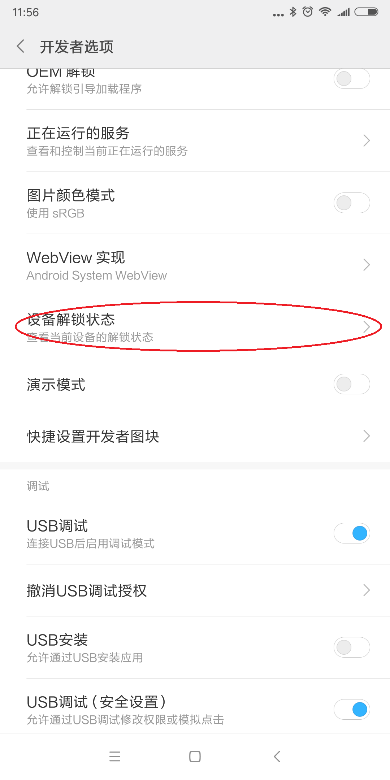 11:56
开发者选项
OEM 解锁
允许解锁引导加载程序
正在运行的服务
查看和控制当前正在运行的服务
图片颜色模式
使用 sRGB
WebView 实现
Android System WebView
设备解锁状态
查看当前设备的解锁状态
演示模式
快捷设置开发者图块
调试
USB调试
连接USB后启用调试模式
撤消USB调试授权
USB安装
允许通过USB安装应用
USB调试（安全设置）
允许通过USB调试修改权限或模拟点击